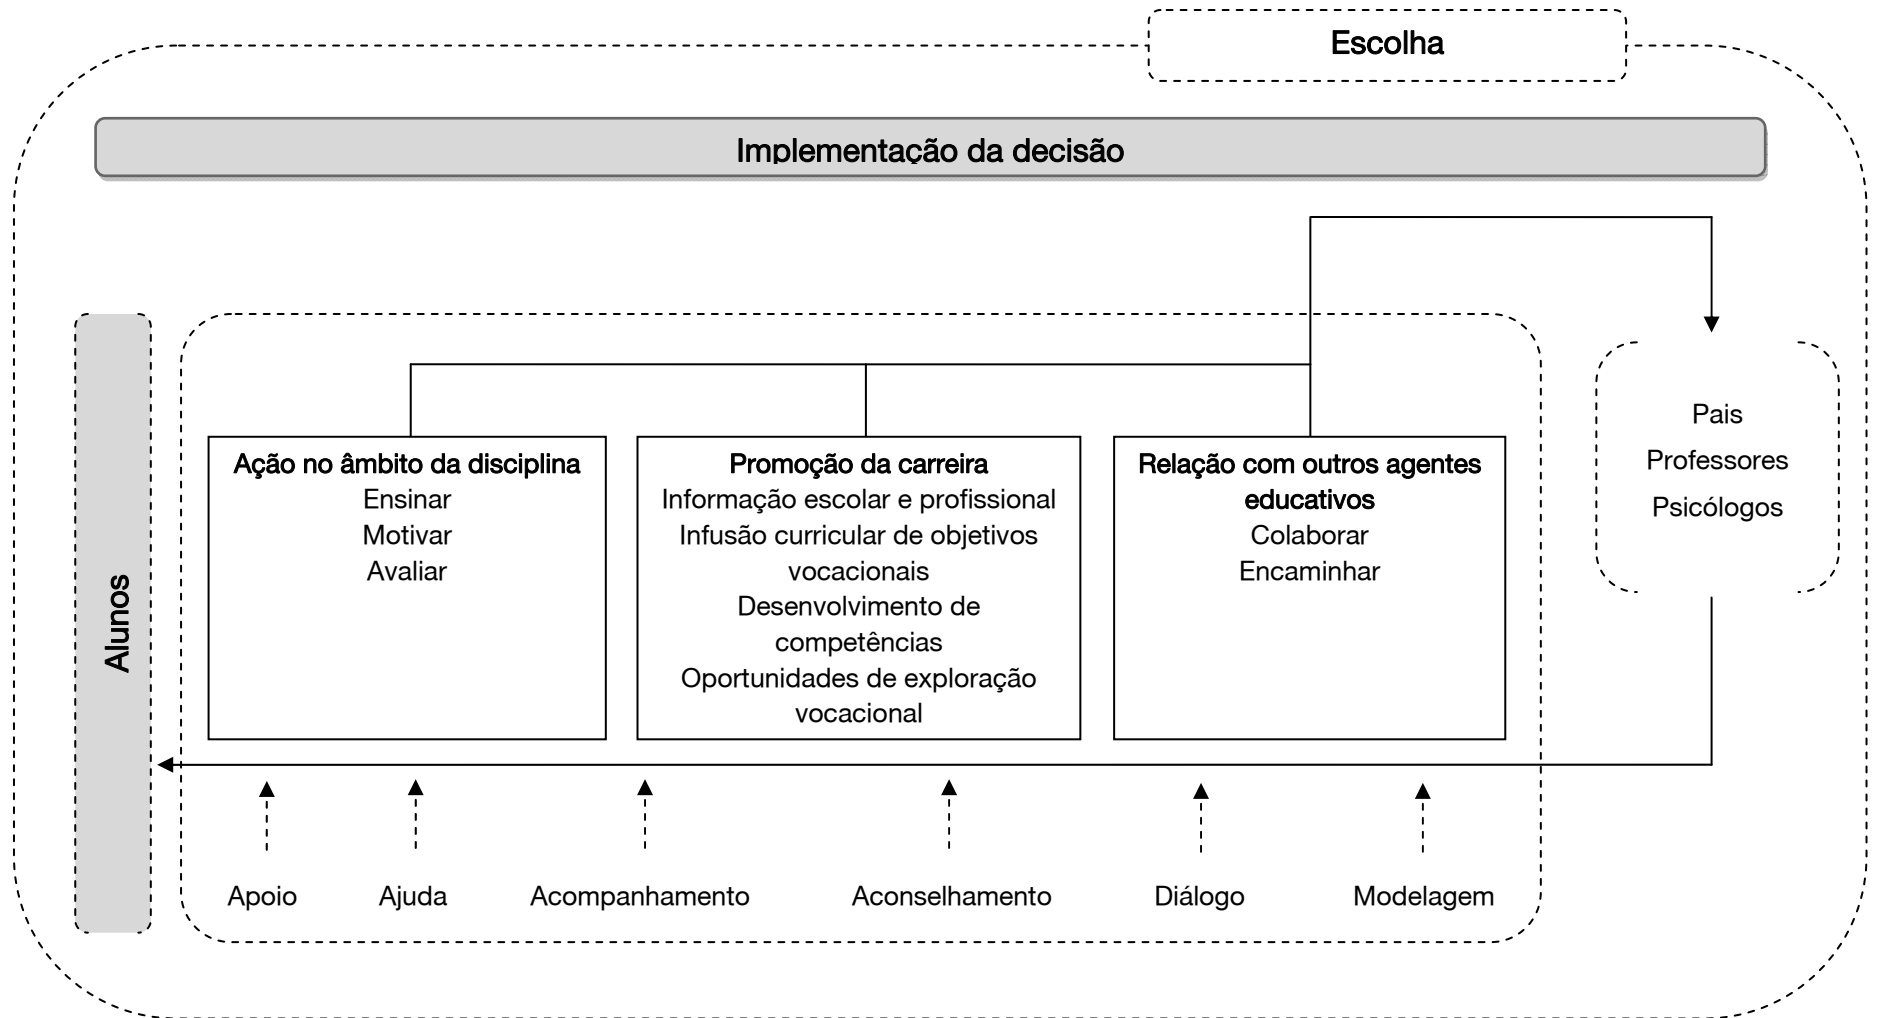 Escolha
Implementação da decisão
Alunos
Ação no âmbito da disciplina
Ensinar
Motivar
Avaliar
Promoção da carreira
Informação escolar e profissional
Infusão curricular de objetivos
vocacionais
Desenvolvimento de
competências
Oportunidades de exploração
vocacional
Relação com outros agentes
educativos
Colaborar
Encaminhar
Pais
Professores
Psicólogos
Apoio
Ajuda
Acompanhamento
Aconselhamento
Diálogo
Modelagem